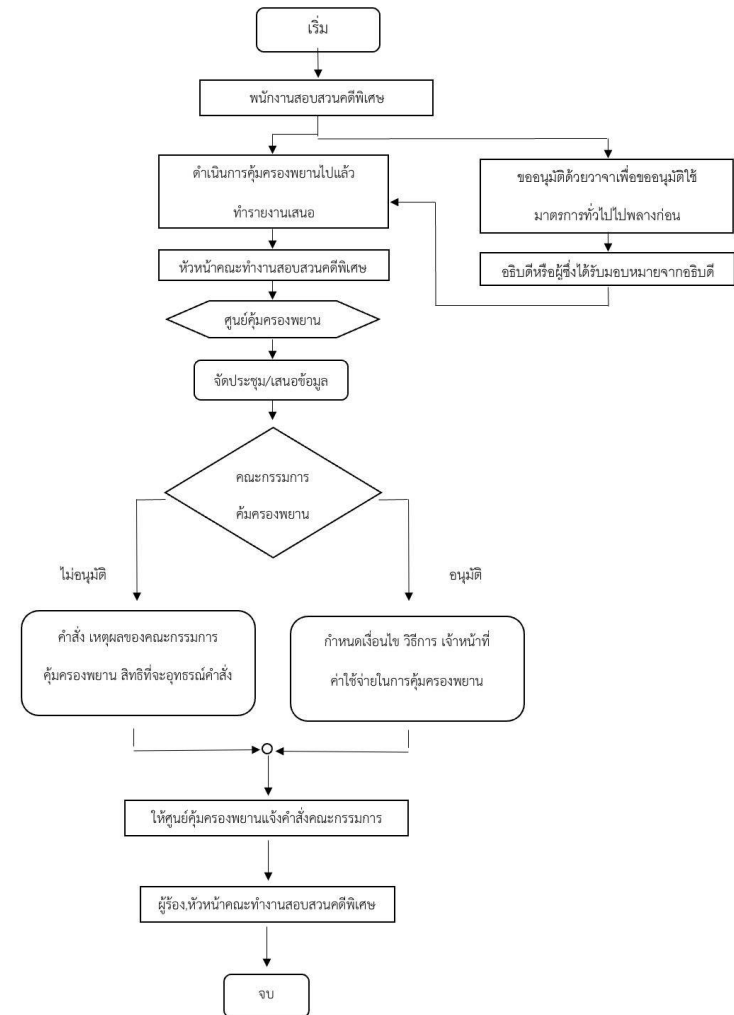 เริ่ม
พนักงานสอบสวนคดีพิเศษ
ดำเนินการคุ้มครองพยานไปแล้ว
ทำรายงานเสนอ
ขออนุมัติด้วยวาจาเพื่อขออนุมัติใช้
มาตรการทั่วไปไปพลางก่อน
หัวหน้าคณะทำงานสอบสวนคดีพิเศษ
อธิบดีหรือผู้ซึ่งได้รับมอบหมายจากอธิบดี
ศูนย์คุ้มครองพยาน
จัดประชุม/เสนอข้อมูล
คณะกรรมการ
ค้มครองพยาน
ไม่อนุมัติ
อนุมัติ
คำสั่ง เหตุผลของคณะกรรมการ
คุ้มครองพยาน สิทธิที่จะอุทธรณ์คำสั่ง
กำหนดเงื่อนไข วิธีการ เจ้าหน้าที่
ค่าใช้จ่ายในการคุ้มครองพยาน
ให้ศูนย์คุ้มครองพยานแจ้งคำสั่งคณะกรรมการ
ผู้ร้อง,หัวหน้าคณะทำงานสอบสวนคดีพิเศษ
จบ